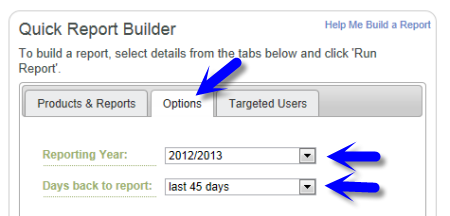 Quick Report Builder
Help Me Build a Report
To build a report, select details from the tabs below and click 'Run
Report'.
Products & Reports
Options
Targeted Users
Reporting Year: 2012/2013
Days back to report: last 45 days